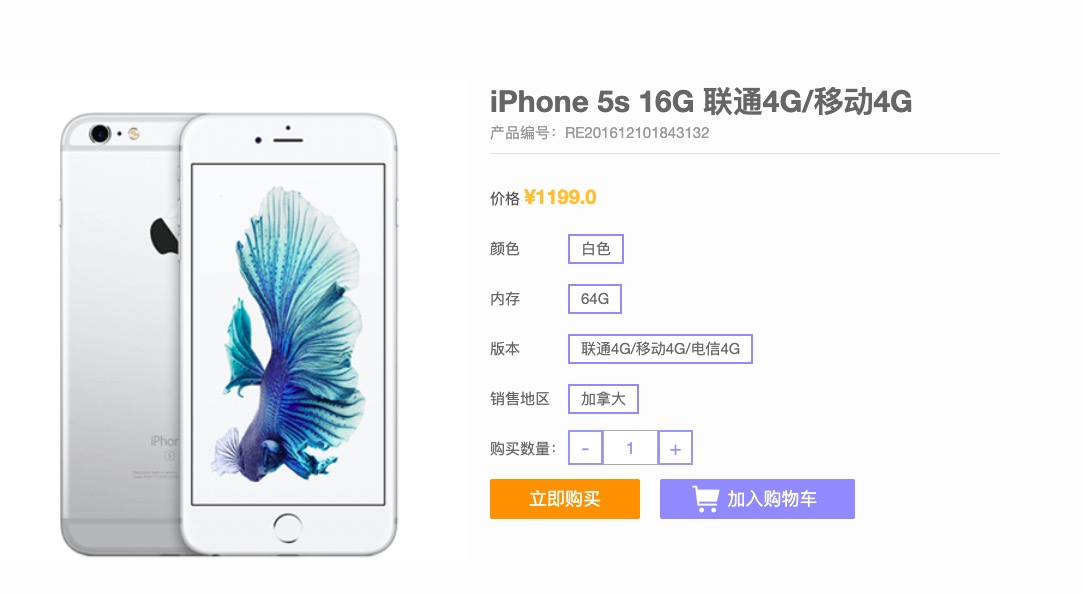 iPhone 5s 16G 联通4G/移动4G
产品编号：RE201612101843132
价格 ¥1199.0
颜色 白色
内存 64G
版本 联通4G/移动4G/电信4G
销售地区 加拿大
购买数量： - 1 +
立即购买 加入购物车
iPhon
S